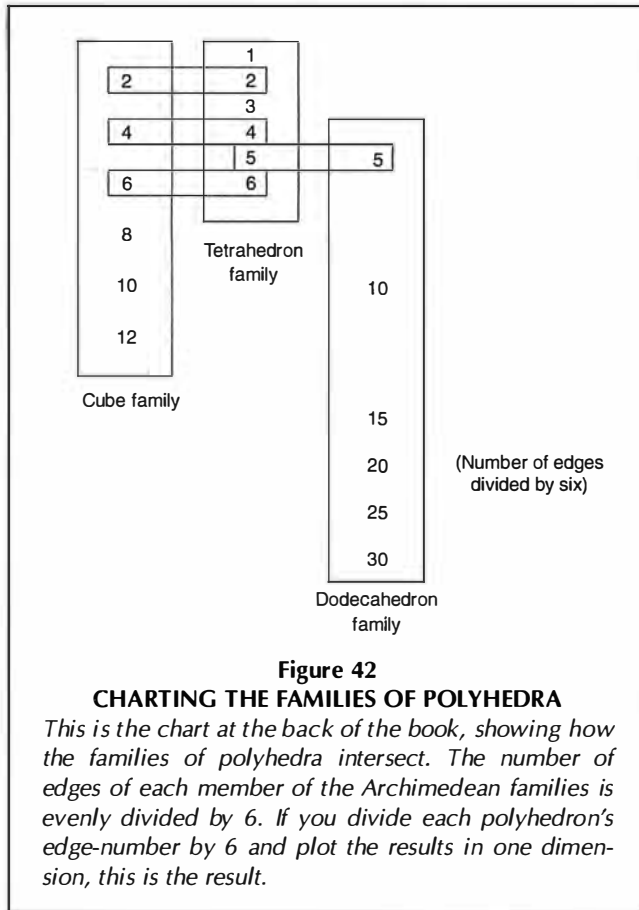 1
2 2
3
4 4
5 5
6 6
8
Tetrahedron
family
10 10
12
Cube family
15
20
(Number of edges
divided by six)
25
30
Dodecahedron
family
Figure 42
CHARTING THE FAMILIES OF POLYHEDRA
This is the chart at the back of the book, showing how
the families of polyhedra intersect. The number of
edges of each member of the Archimedean families is
evenly divided by 6. If you divide each polyhedron's
edge-number by 6 and plot the results in one dimen-
sion, this is the result.